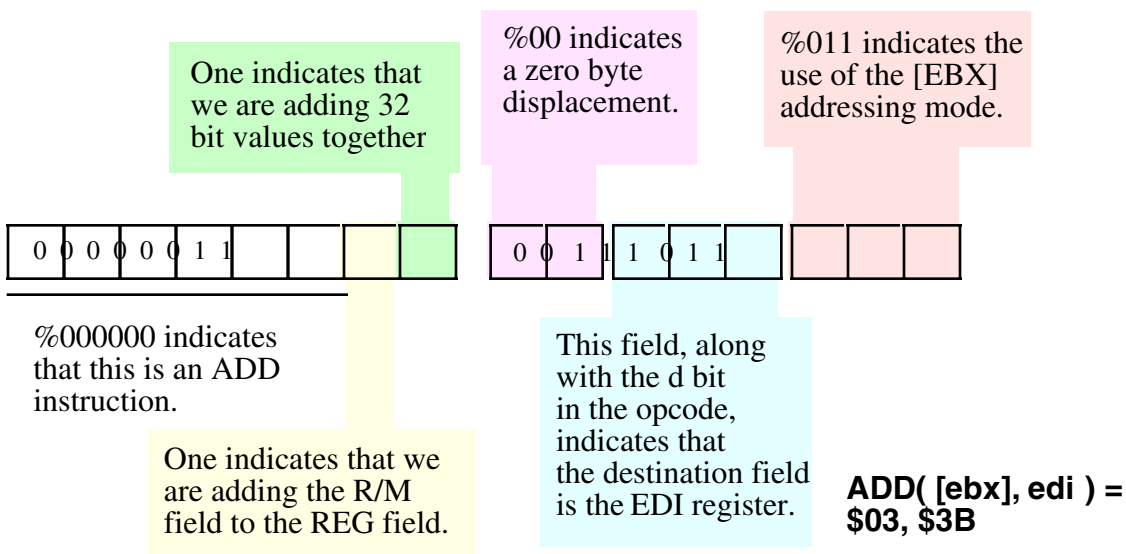 One indicates that
we are adding 32
bit values together
%00 indicates
a zero byte
displacement.
%011 indicates the
use of the [EBX]
addressing mode.
0 0 0 0 0 0 1 1
0 0 1 1 1 0 1 1
%000000 indicates
that this is an ADD
instruction.
One indicates that we
are adding the R/M
field to the REG field.
This field, along
with the d bit
in the opcode,
indicates that
the destination field
is the EDI register.
ADD( [ebx], edi ) =
$03, $3B